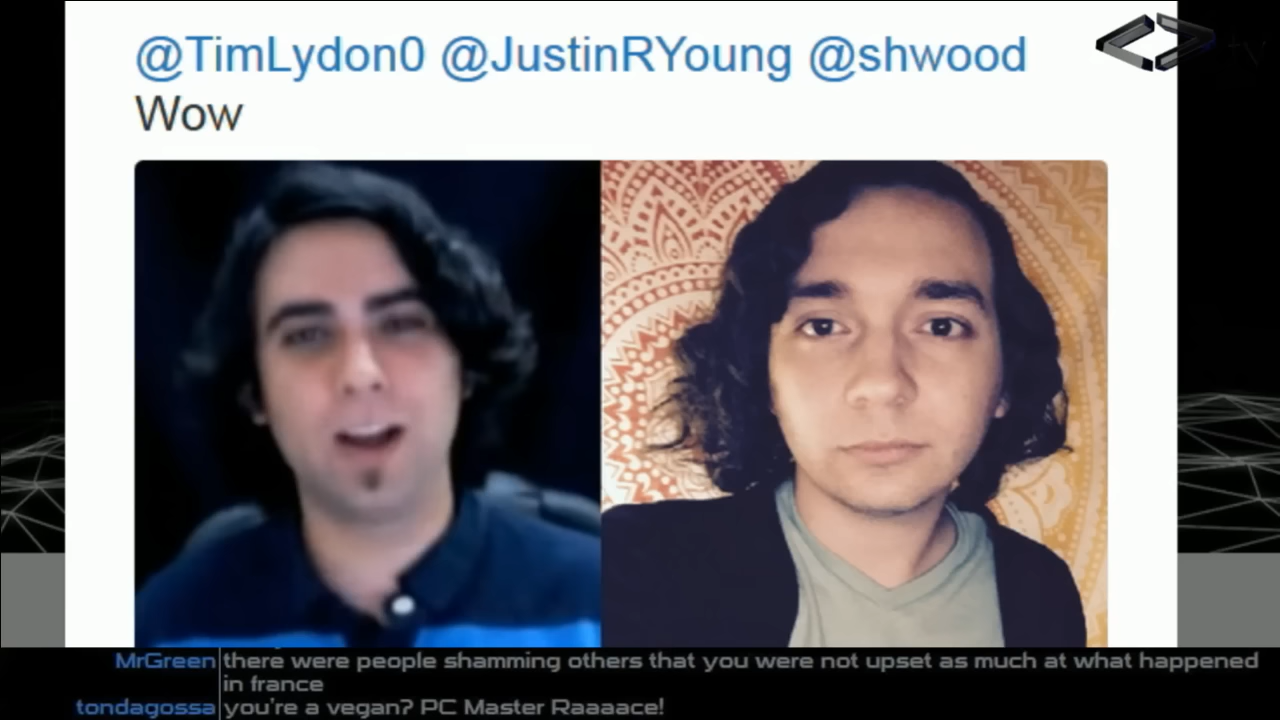 @TimLydon0 @JustinRYoung @shwood
Wow
tv
MrGreen there were people shamming others that you were not upset as much at what happened
in france
tondagossa you're a vegan? PC Master Raaaace!